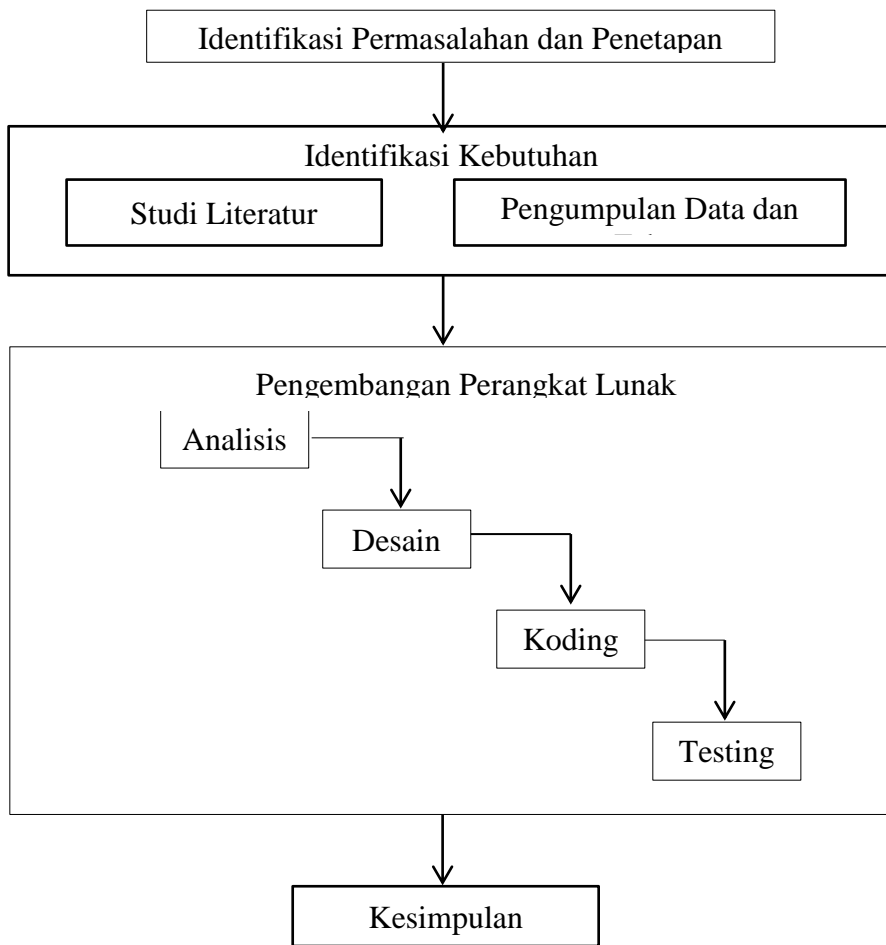 Identifikasi Permasalahan dan Penetapan
Identifikasi Kebutuhan
Studi Literatur
Pengumpulan Data dan
Pengembangan Perangkat Lunak
Analisis
Desain
Koding
Testing
Kesimpulan